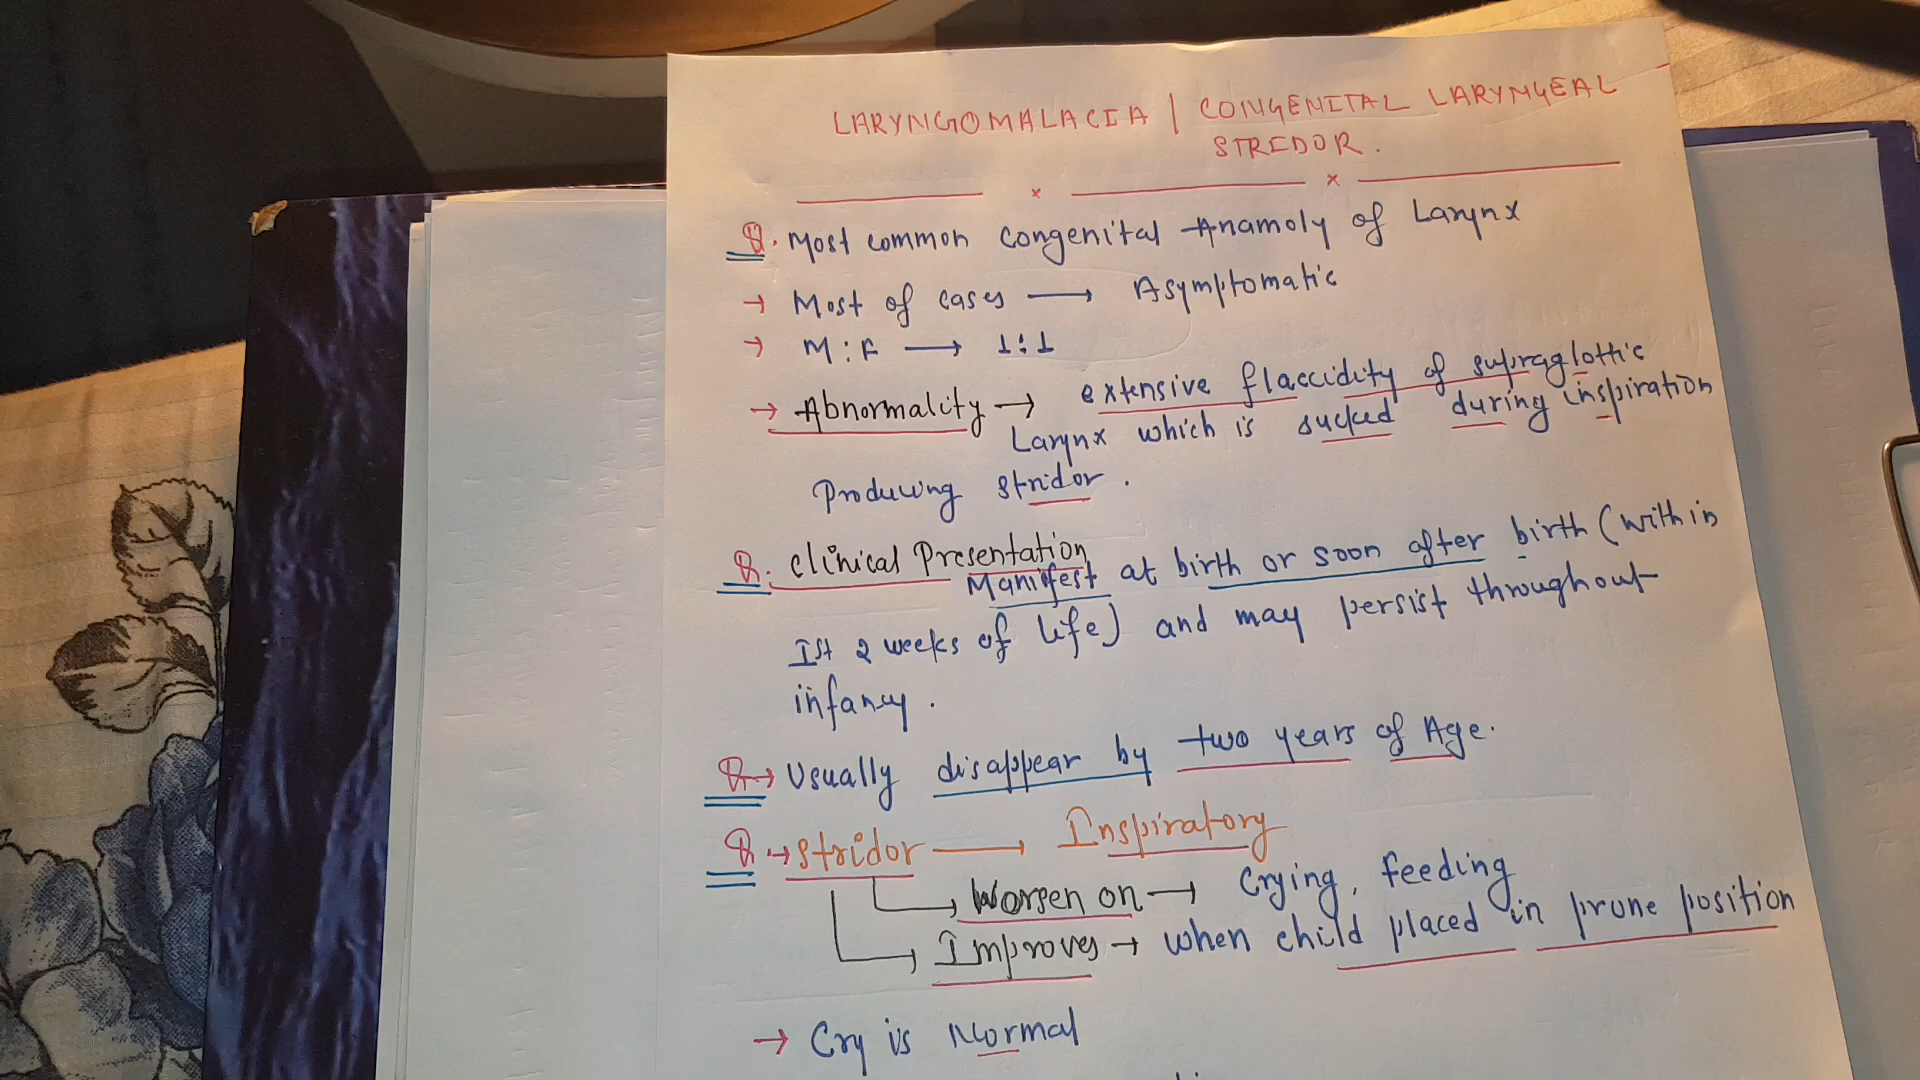 LARYNGOMALACIA | CONGENITAL LARYNGEAL
STRIDOR.
Q. Most common congenital Anamoly of Larynx
→ Most of cases → Asymptomatic
→ M:F → 1:1
→ Abnormality → extensive flaccidity of supraglottic
Larynx which is sucked during inspiration
Producing stridor.
Q. Clinical Presentation
Manifest at birth or soon after birth (within
Ist 2 weeks of life) and may persist throughout
infancy.
Q→ Usually disappear by two years of Age.
Q.→ stridor → Inspiratory
→ Worsen on → Crying, feeding
→ Improves → when child placed in prone position
→ Cry is Normal